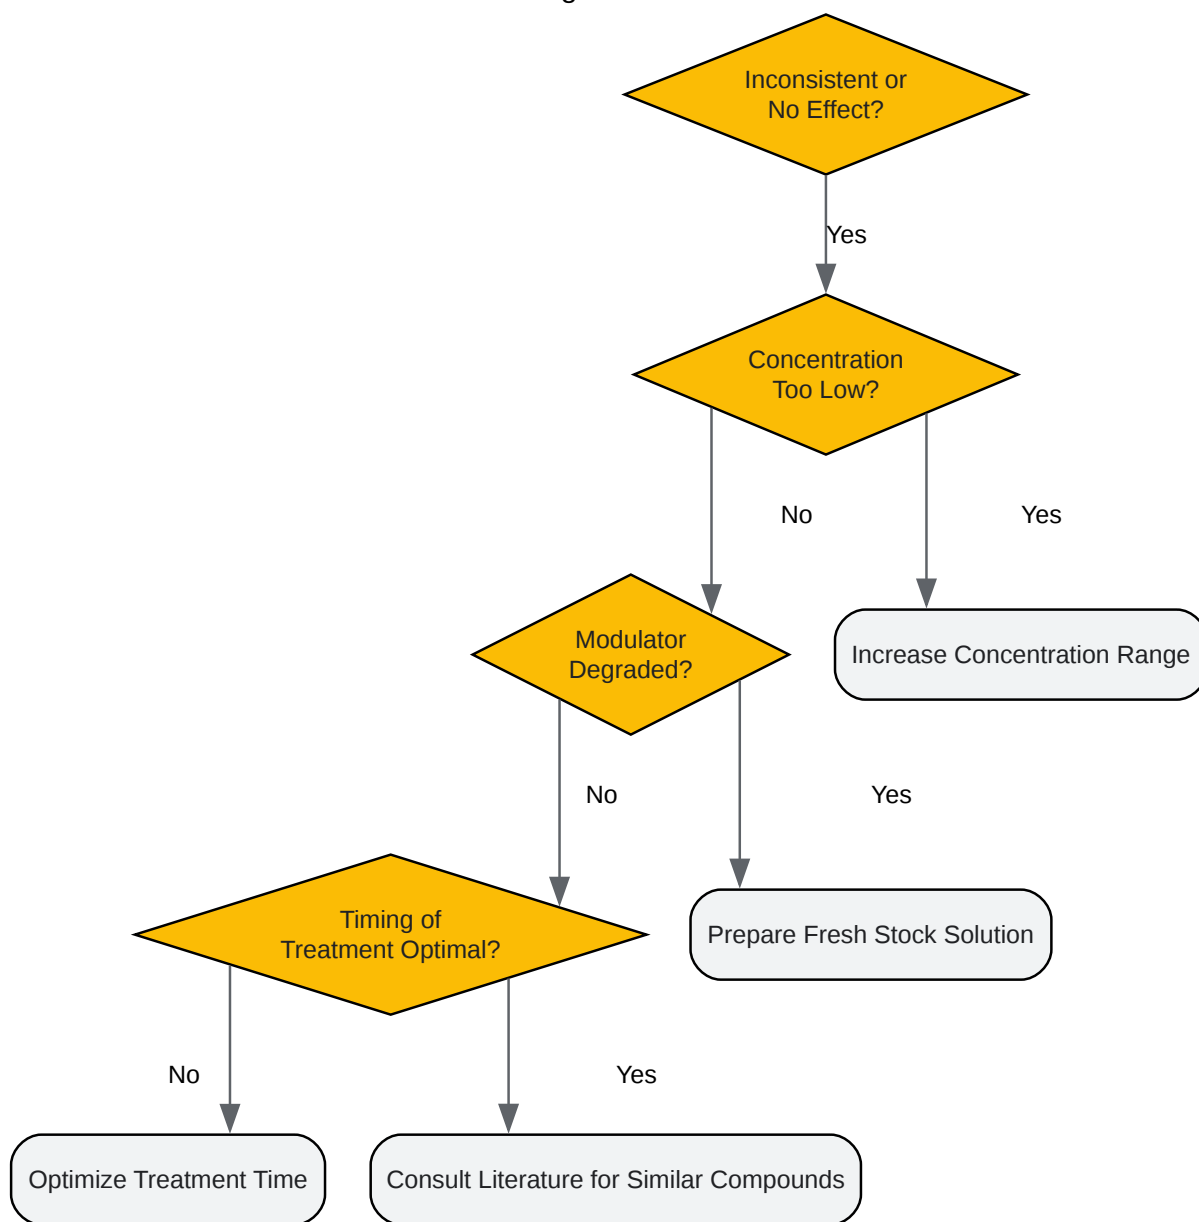 Inconsistent or
No Effect?
Yes
Concentration
Too Low?
No
Yes
Modulator
Degraded?
Increase Concentration Range
No
Yes
Timing of
Treatment Optimal?
Prepare Fresh Stock Solution
No
Yes
Optimize Treatment Time
Consult Literature for Similar Compounds